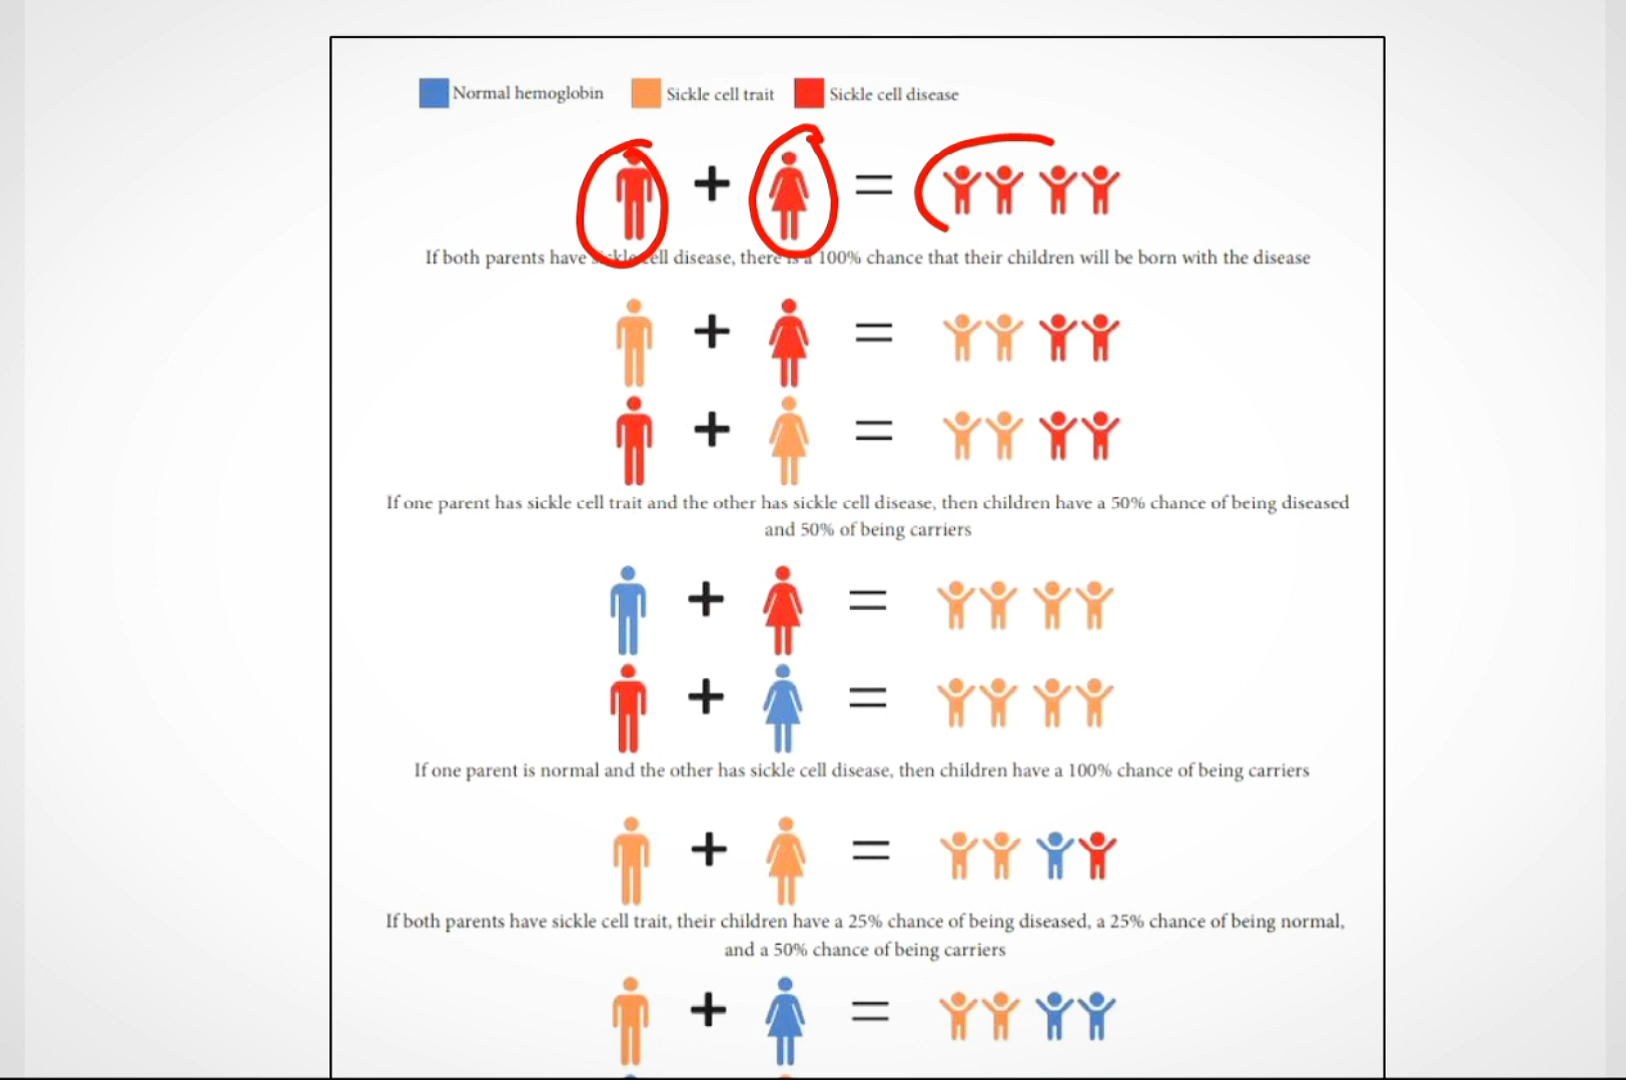 Normal hemoglobin Sickle cell trait Sickle cell disease
If both parents have sickle cell disease, there is a 100% chance that their children will be born with the disease
If one parent has sickle cell trait and the other has sickle cell disease, then children have a 50% chance of being diseased
and 50% of being carriers
If one parent is normal and the other has sickle cell disease, then children have a 100% chance of being carriers
If both parents have sickle cell trait, their children have a 25% chance of being diseased, a 25% chance of being normal,
and a 50% chance of being carriers